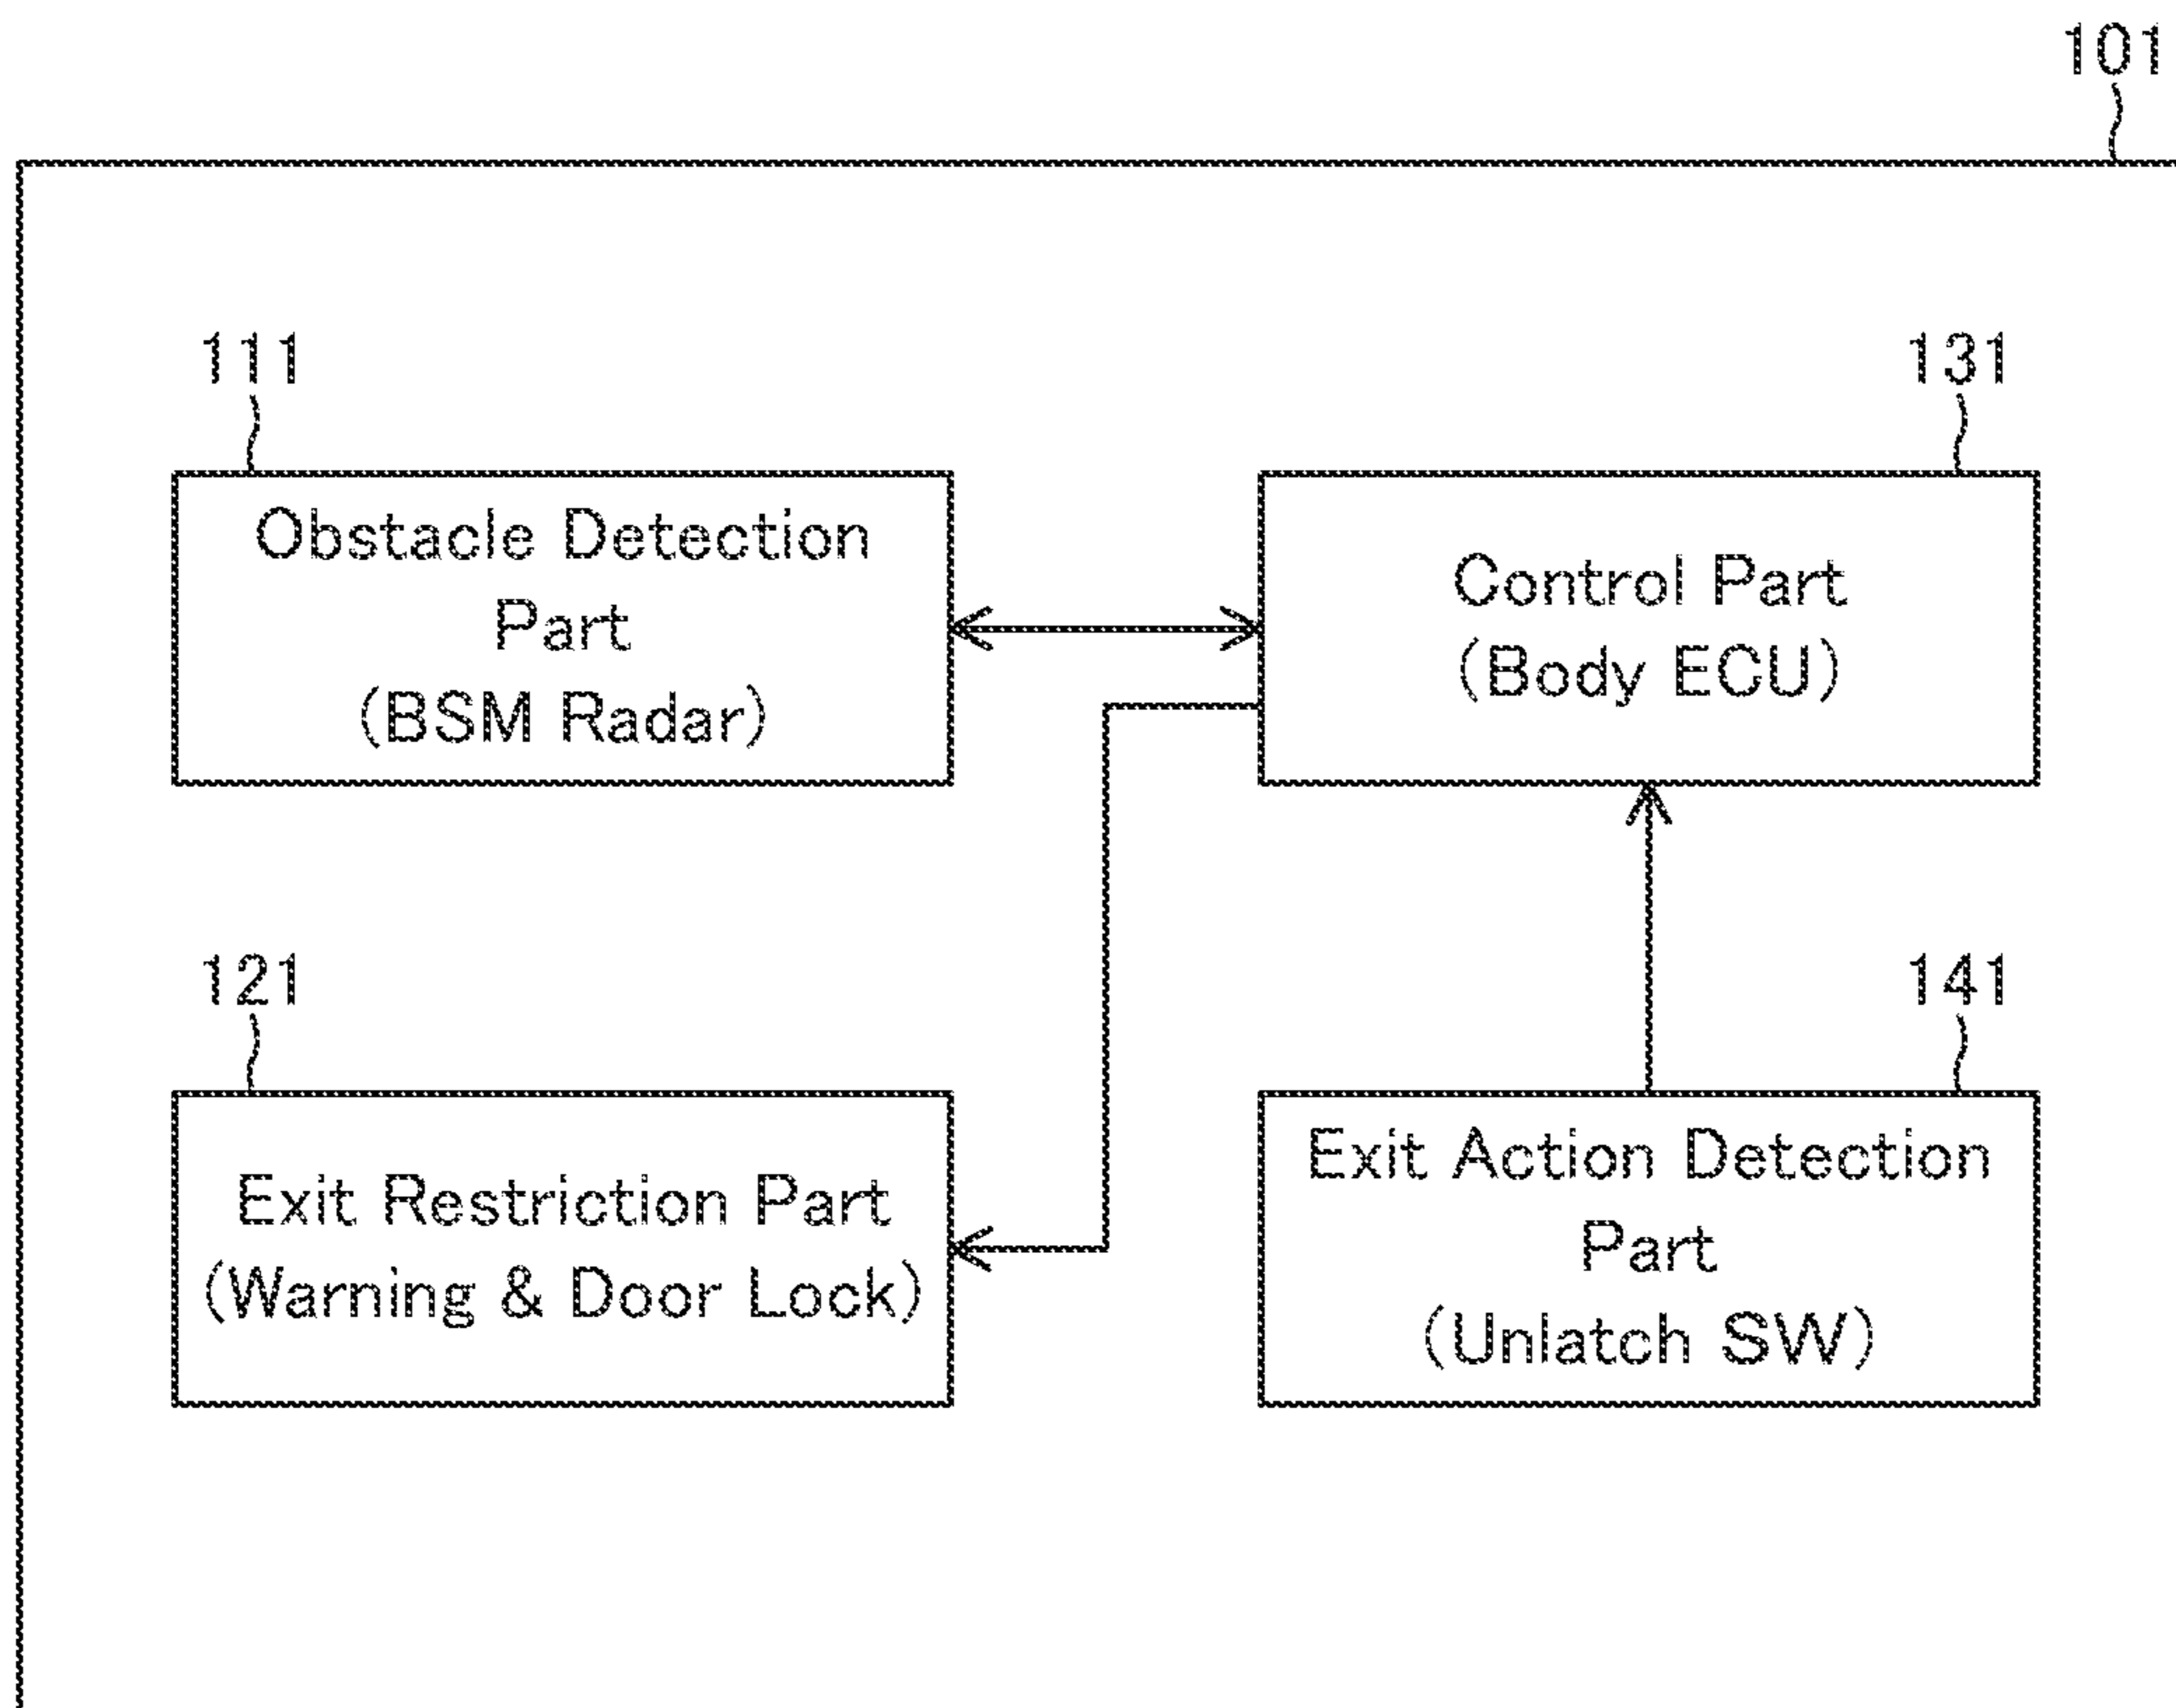 101
111
131
Obstacle Detection
Part
(BSM Radar)
Control Part
(Body ECU)
121
141
Exit Restriction Part
(Warning & Door Lock)
Exit Action Detection
Part
(Unlatch SW)